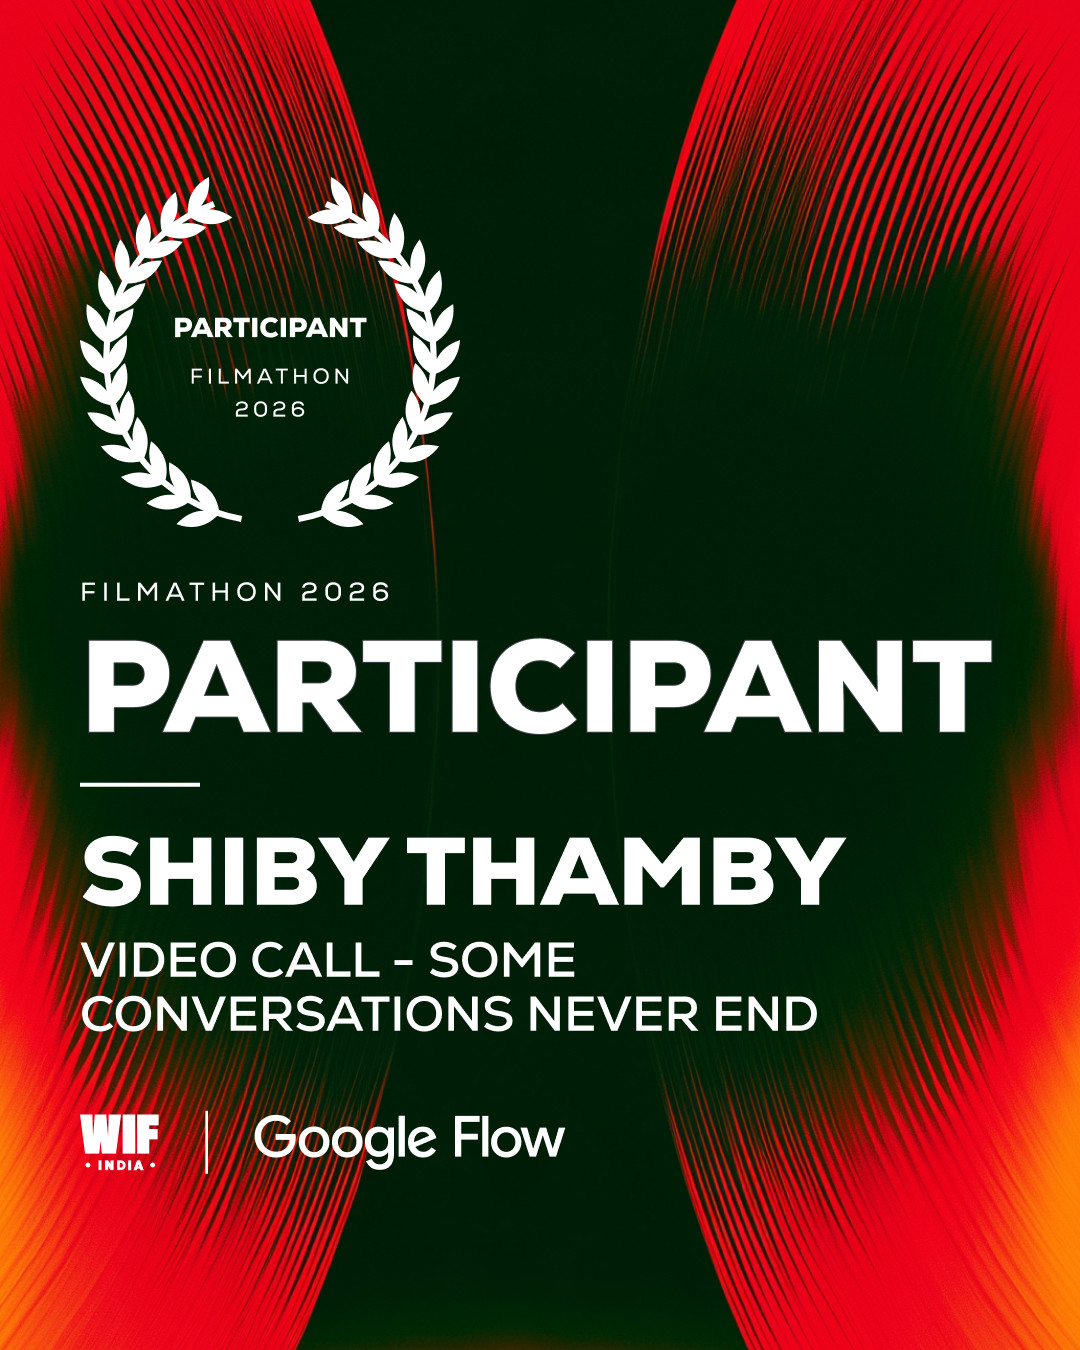 PARTICIPANT
FILMATHON
2026
FILMATHON 2026
PARTICIPANT
SHIBY THAMBY
VIDEO CALL - SOME
CONVERSATIONS NEVER END
WIF
• INDIA •
Google Flow